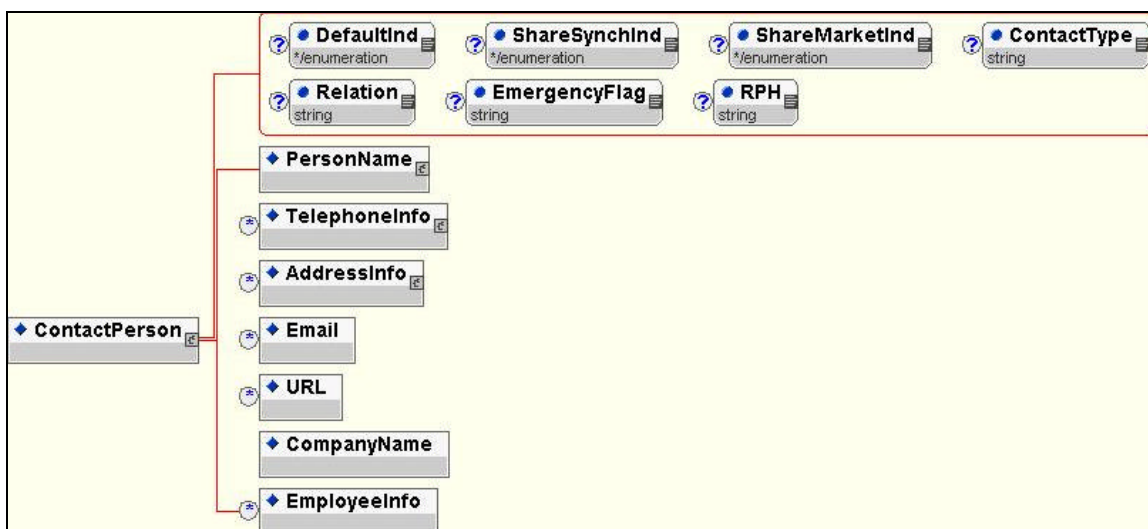 DefaultInd ShareSynchInd ShareMarketInd ContactType
*/enumeration */enumeration */enumeration string
Relation EmergencyFlag RPH
string string string
PersonName
TelephoneInfo
AddressInfo
ContactPerson
Email
URL
CompanyName
EmployeeInfo